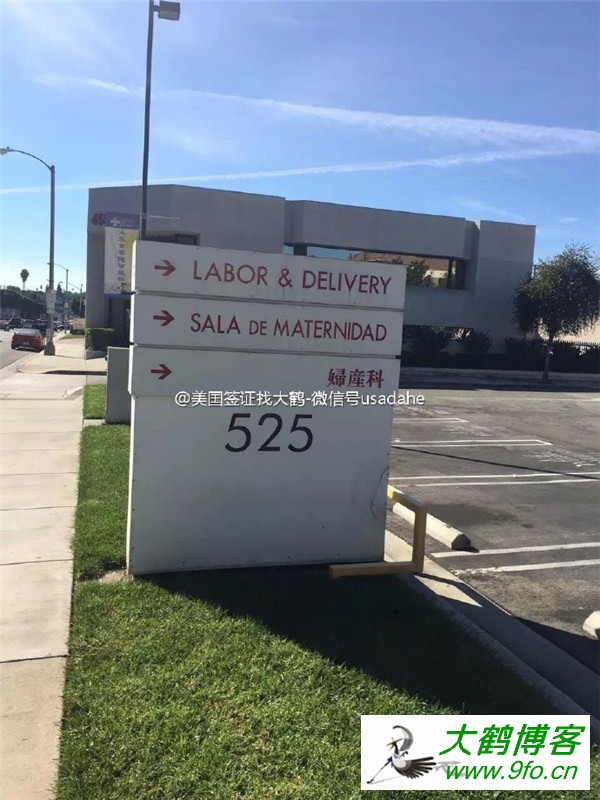 → LABOR & DELIVERY
→ SALA DE MATERNIDAD
→ 婦產科
@美国签证找大鹤-微信号usadahe
525
大鹤博客
www.9fo.cn